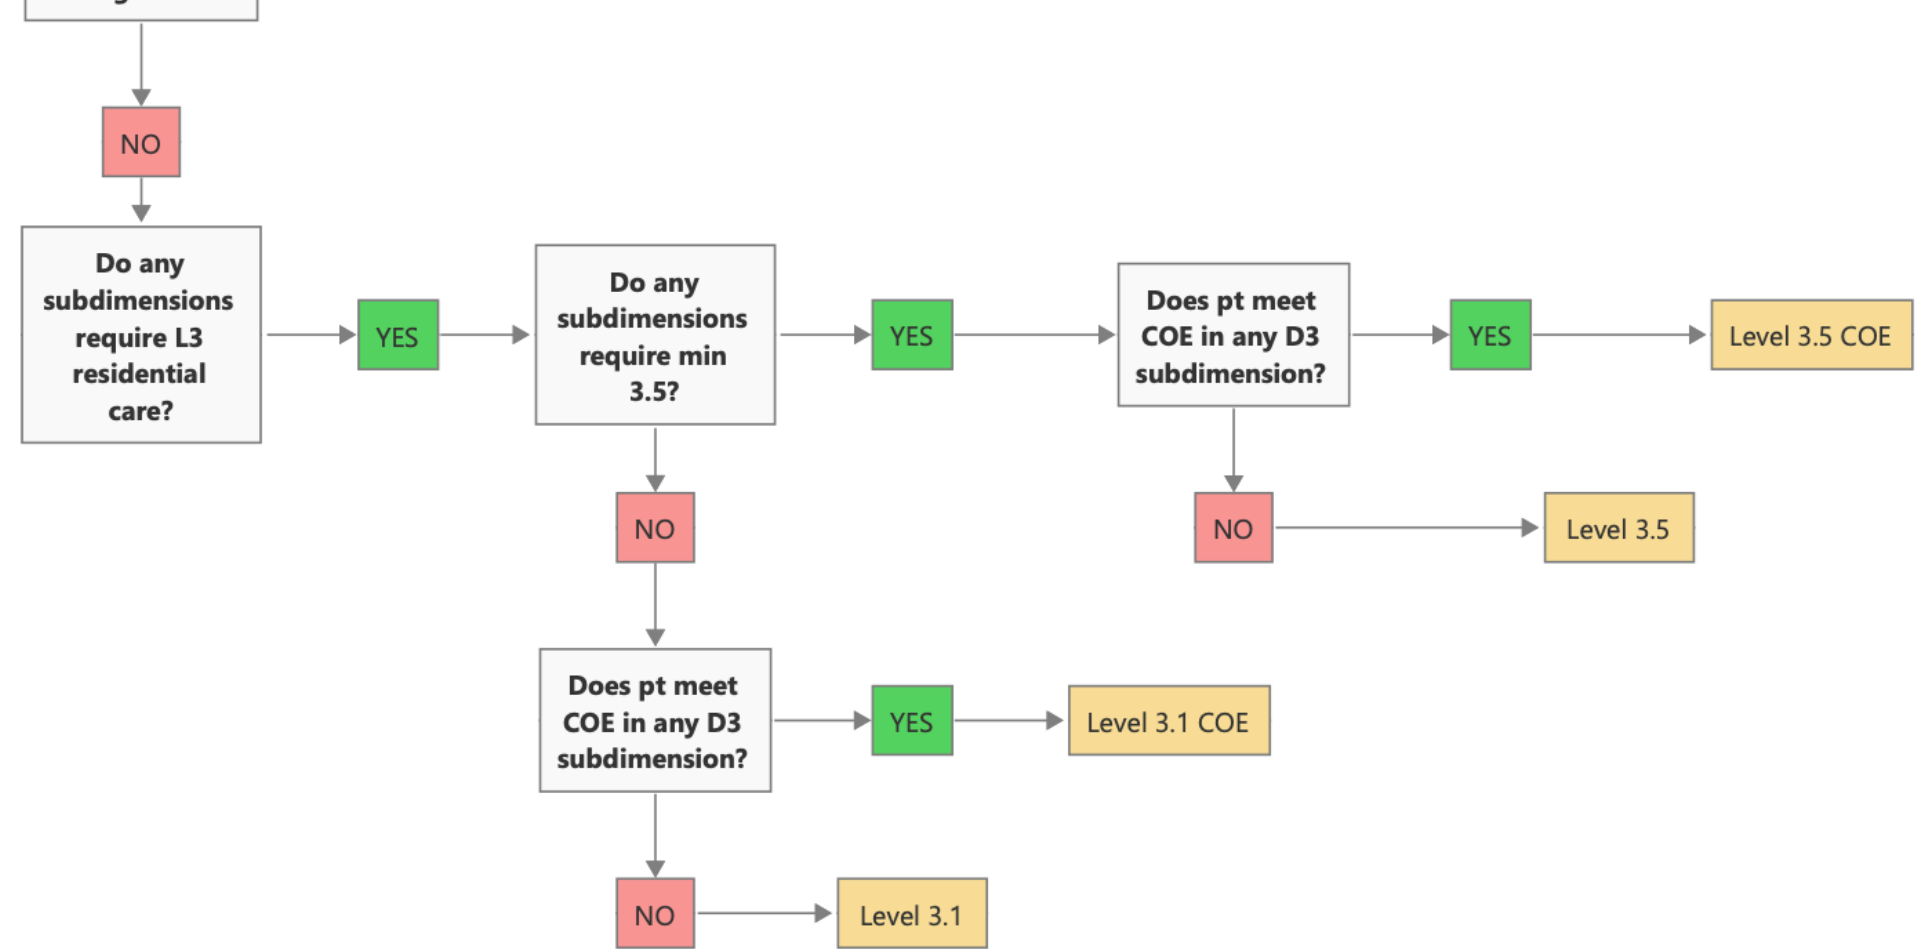 NO
Do any
subdimensions
require L3
residential
care?
YES
Do any
subdimensions
require min
3.5?
YES
Does pt meet
COE in any D3
subdimension?
YES
Level 3.5 COE
NO
NO
Level 3.5
Does pt meet
COE in any D3
subdimension?
YES
Level 3.1 COE
NO
Level 3.1